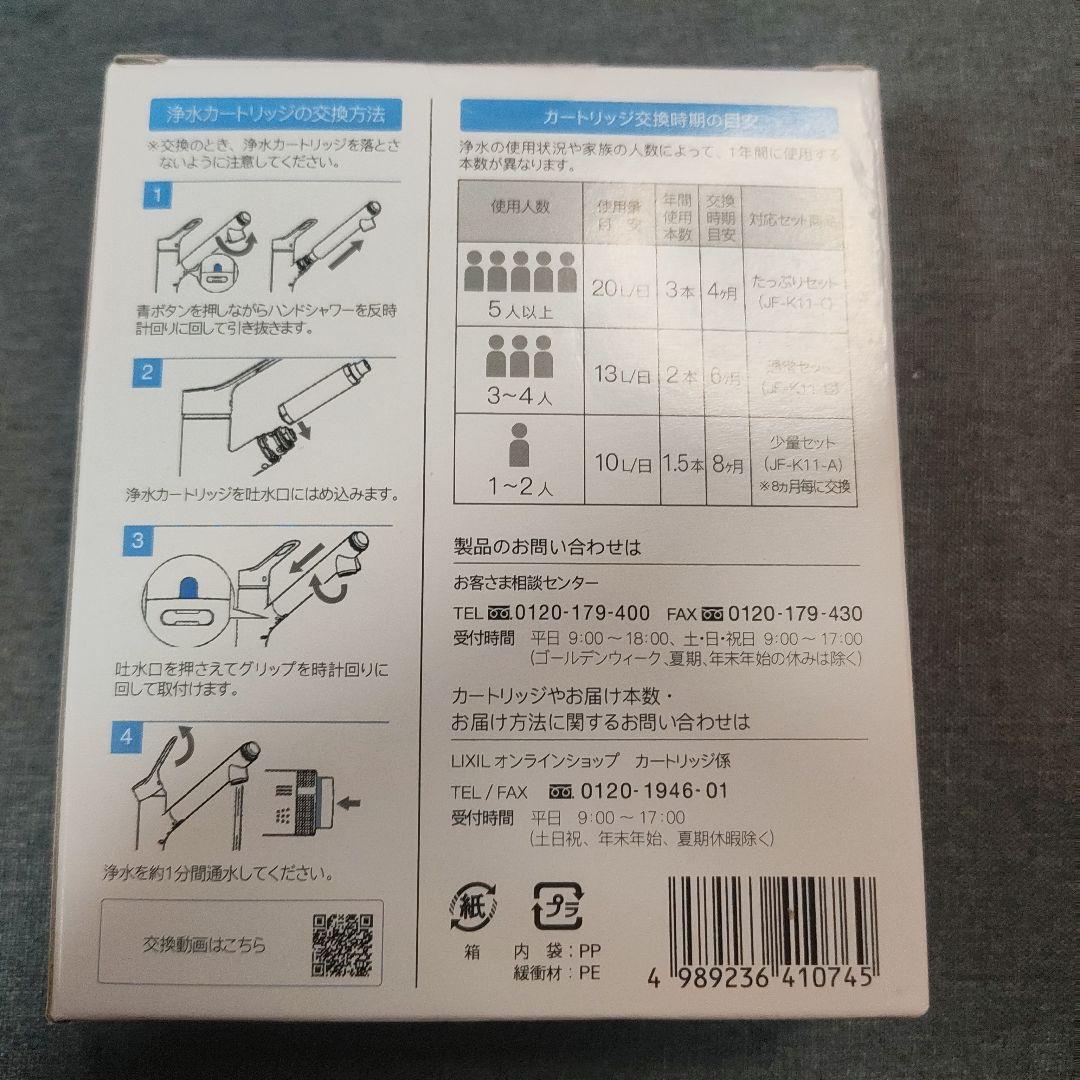 浄水カートリッジの交換方法
※交換のとき、浄水カートリッジを落とさ
ないように注意してください。
1
青ボタンを押しながらハンドシャワーを反時
計回りに回して引き抜きます。
2
浄水カートリッジを吐水口にはめ込みます。
3
吐水口を押さえてグリップを時計回りに
回して取付けます。
4
浄水を約1分間通水してください。
交換動画はこちら
カートリッジ交換時期の目安
浄水の使用状況や家族の人数によって、1年間に使用する
本数が異なります。
使用人数 使用量目安 年間使用本数 交換時期目安 対応セット商品
5人以上 20L/日 3本 4ヶ月 たっぷりセット
(JF-K11-C)
3～4人 13L/日 2本 6ヶ月 通常セット
(JF-K11-B)
1～2人 10L/日 1.5本 8ヶ月 少量セット
(JF-K11-A)
※8ヵ月毎に交換
製品のお問い合わせは
お客さま相談センター
TEL 0120-179-400 FAX 0120-179-430
受付時間 平日 9:00～18:00、土・日・祝日 9:00～17:00
(ゴールデンウィーク、夏期、年末年始の休みは除く)
カートリッジやお届け本数・
お届け方法に関するお問い合わせは
LIXIL オンラインショップ カートリッジ係
TEL / FAX 0120-1946-01
受付時間 平日 9:00～17:00
(土日祝、年末年始、夏期休暇除く)
紙
箱
プラ
内 袋：PP
緩衝材：PE
4 989236 410745